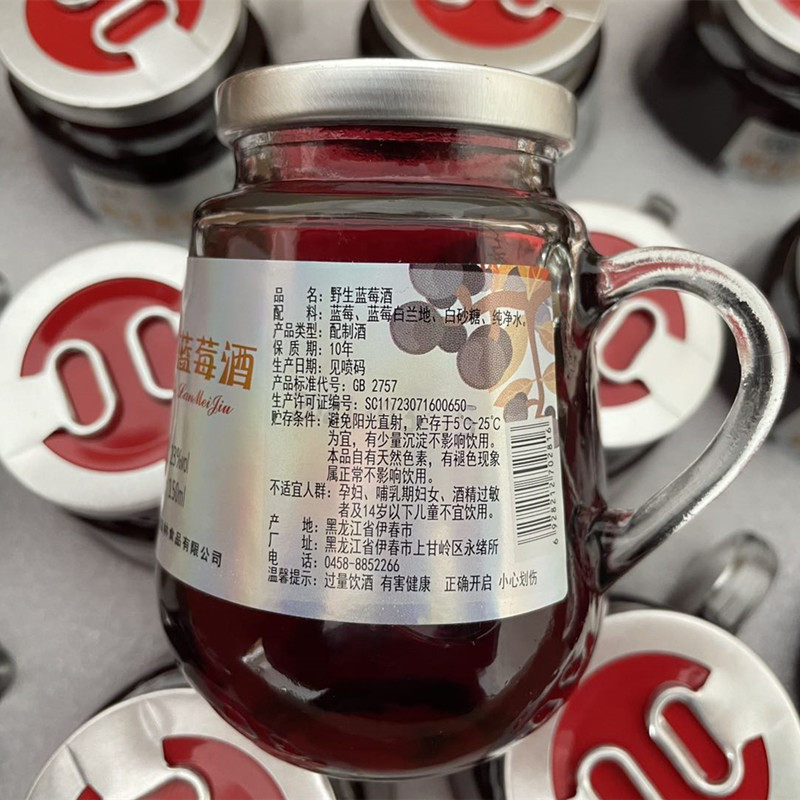 蓝莓酒
LanMeiJiu
食品有限公司
品 名：野生蓝莓酒
配 料：蓝莓、蓝莓白兰地、白砂糖、纯净水。
产品类型：配制酒
保 质 期：10年
生产日期：见喷码
产品标准代号：GB 2757
生产许可证编号：SC11723071600650
贮存条件：避免阳光直射，贮存于5℃-25℃
为宜，有少量沉淀不影响饮用。
本品自有天然色素，有褪色现象
属正常不影响饮用。
不适宜人群：孕妇、哺乳期妇女、酒精过敏
者及14岁以下儿童不宜饮用。
产 地：黑龙江省伊春市
厂 址：黑龙江省伊春市上甘岭区永绪所
电 话：0458-8852266
温馨提示：过量饮酒 有害健康 正确开启 小心划伤
6 928212 702816